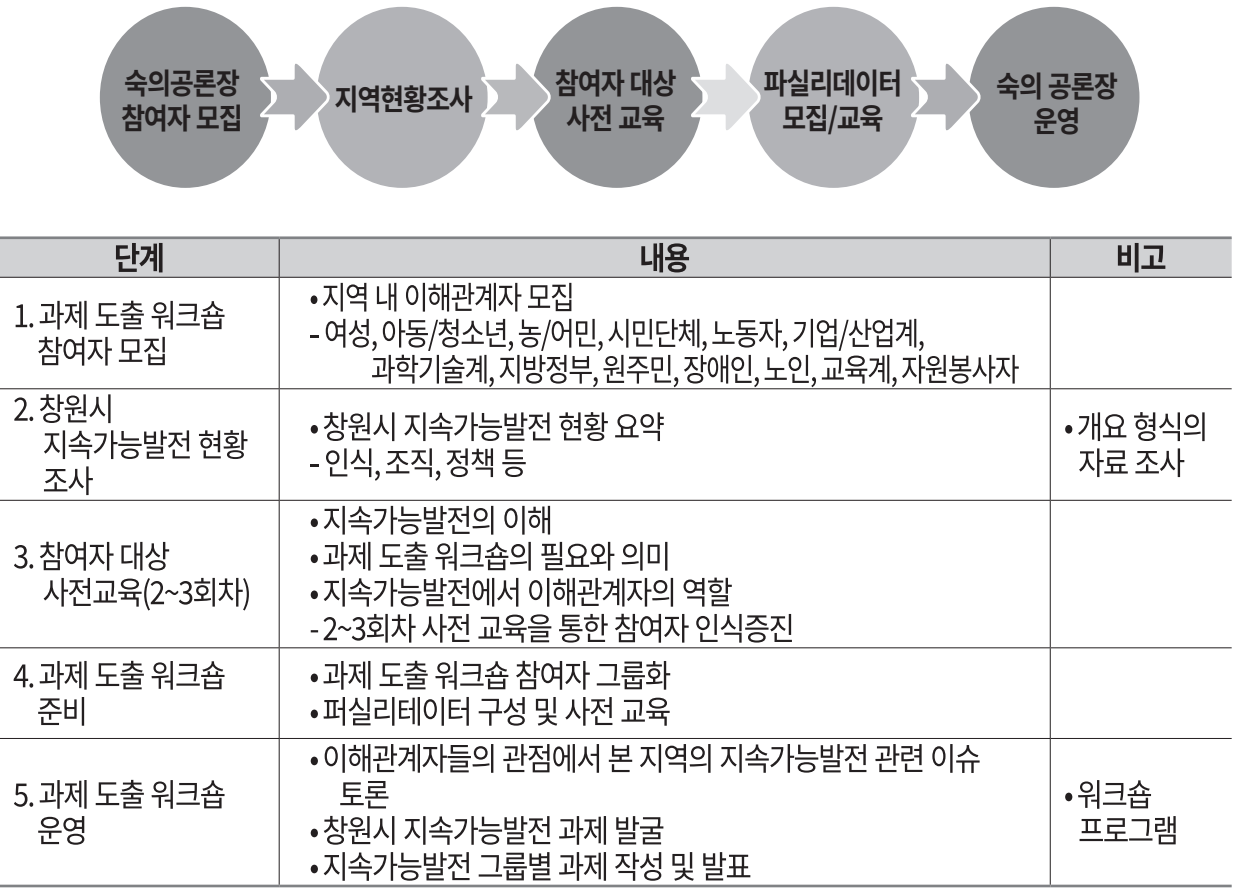 숙의공론장
참여자 모집
지역현황조사
참여자 대상
사전 교육
파실리데이터
모집/교육
숙의 공론장
운영
단계
내용
비고
1. 과제 도출 워크숍
참여자 모집
• 지역 내 이해관계자 모집
- 여성, 아동/청소년, 농/어민, 시민단체, 노동자, 기업/산업계,
과학기술계, 지방정부, 원주민, 장애인, 노인, 교육계, 자원봉사자
2. 창원시
지속가능발전 현황
조사
• 창원시 지속가능발전 현황 요약
- 인식, 조직, 정책 등
• 개요 형식의
자료 조사
3. 참여자 대상
사전교육(2~3회차)
• 지속가능발전의 이해
• 과제 도출 워크숍의 필요와 의미
• 지속가능발전에서 이해관계자의 역할
- 2~3회차 사전 교육을 통한 참여자 인식증진
4. 과제 도출 워크숍
준비
• 과제 도출 워크숍 참여자 그룹화
• 퍼실리테이터 구성 및 사전 교육
5. 과제 도출 워크숍
운영
• 이해관계자들의 관점에서 본 지역의 지속가능발전 관련 이슈
토론
• 창원시 지속가능발전 과제 발굴
• 지속가능발전 그룹별 과제 작성 및 발표
• 워크숍
프로그램